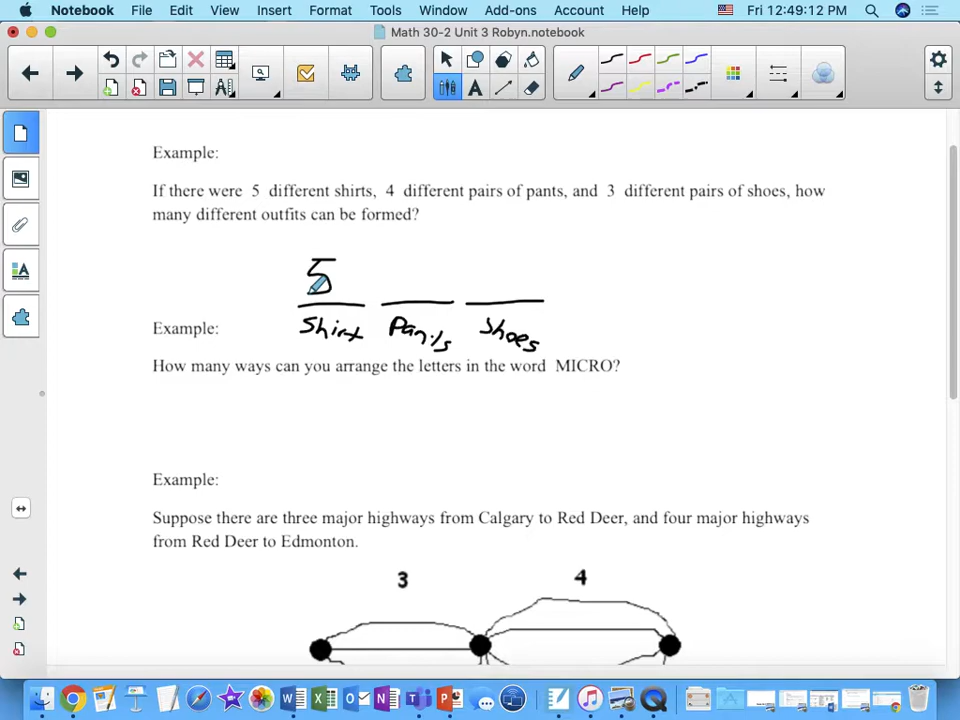 Notebook File Edit View Insert Format Tools Window Add-ons Account Help Fri 12:49:12 PM
Math 30-2 Unit 3 Robyn.notebook
Example:
If there were 5 different shirts, 4 different pairs of pants, and 3 different pairs of shoes, how
many different outfits can be formed?
5
Shirt Pants Shoes
Example:
How many ways can you arrange the letters in the word MICRO?
Example:
Suppose there are three major highways from Calgary to Red Deer, and four major highways
from Red Deer to Edmonton.
3 4